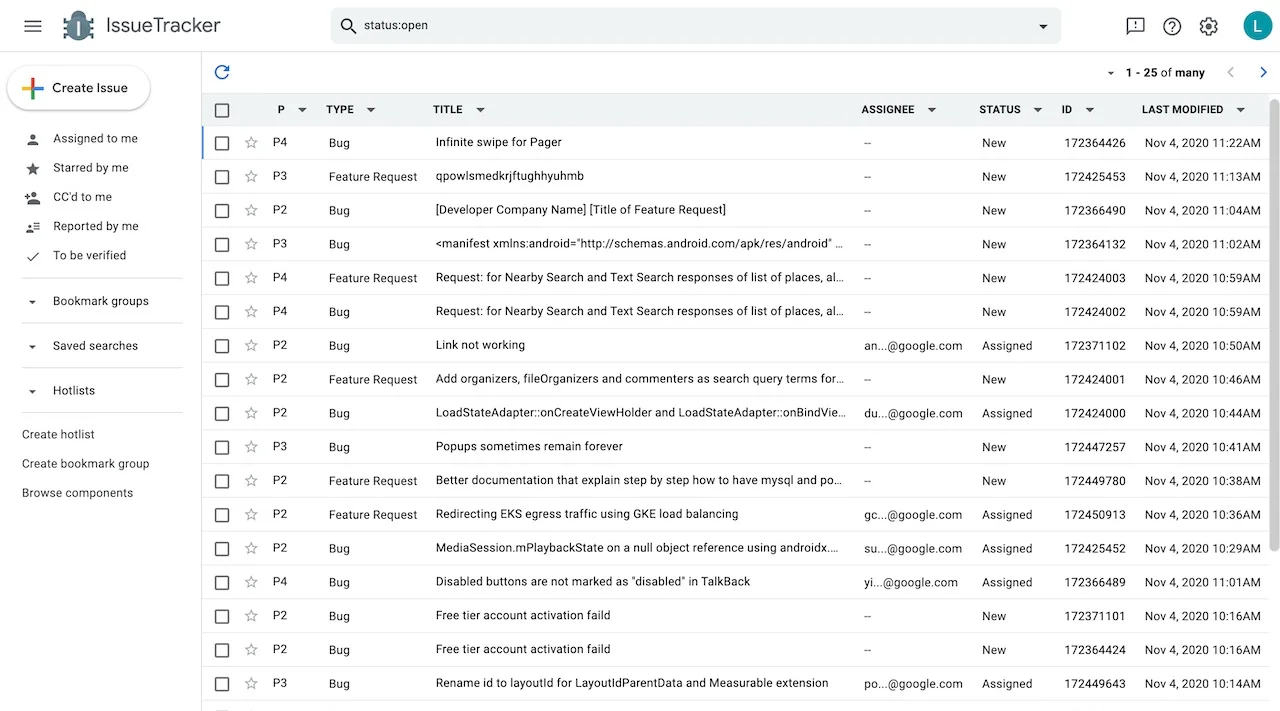 IssueTracker
status:open
L
Create Issue
1 - 25 of many
Assigned to me
Starred by me
CC'd to me
Reported by me
To be verified
Bookmark groups
Saved searches
Hotlists
Create hotlist
Create bookmark group
Browse components
P TYPE TITLE ASSIGNEE STATUS ID LAST MODIFIED
P4 Bug Infinite swipe for Pager -- New 172364426 Nov 4, 2020 11:22AM
P3 Feature Request qpowlsmedkrjftughhyuhmb -- New 172425453 Nov 4, 2020 11:13AM
P2 Bug [Developer Company Name] [Title of Feature Request] -- New 172366490 Nov 4, 2020 11:04AM
P3 Bug <manifest xmlns:android="http://schemas.android.com/apk/res/android" ... -- New 172364132 Nov 4, 2020 11:02AM
P4 Feature Request Request: for Nearby Search and Text Search responses of list of places, al... -- New 172424003 Nov 4, 2020 10:59AM
P4 Bug Request: for Nearby Search and Text Search responses of list of places, al... -- New 172424002 Nov 4, 2020 10:59AM
P2 Bug Link not working an...@google.com Assigned 172371102 Nov 4, 2020 10:50AM
P2 Feature Request Add organizers, fileOrganizers and commenters as search query terms for... -- New 172424001 Nov 4, 2020 10:46AM
P2 Bug LoadStateAdapter::onCreateViewHolder and LoadStateAdapter::onBindVie... du...@google.com Assigned 172424000 Nov 4, 2020 10:44AM
P3 Bug Popups sometimes remain forever -- New 172447257 Nov 4, 2020 10:41AM
P2 Feature Request Better documentation that explain step by step how to have mysql and po... -- New 172449780 Nov 4, 2020 10:38AM
P2 Feature Request Redirecting EKS egress traffic using GKE load balancing gc...@google.com Assigned 172450913 Nov 4, 2020 10:36AM
P2 Bug MediaSession.mPlaybackState on a null object reference using androidx.... su...@google.com Assigned 172425452 Nov 4, 2020 10:29AM
P4 Bug Disabled buttons are not marked as "disabled" in TalkBack yi...@google.com Assigned 172366489 Nov 4, 2020 11:01AM
P2 Bug Free tier account activation faild -- New 172371101 Nov 4, 2020 10:16AM
P2 Bug Free tier account activation faild -- New 172364424 Nov 4, 2020 10:16AM
P3 Bug Rename id to layoutId for LayoutIdParentData and Measurable extension po...@google.com Assigned 172449643 Nov 4, 2020 10:14AM